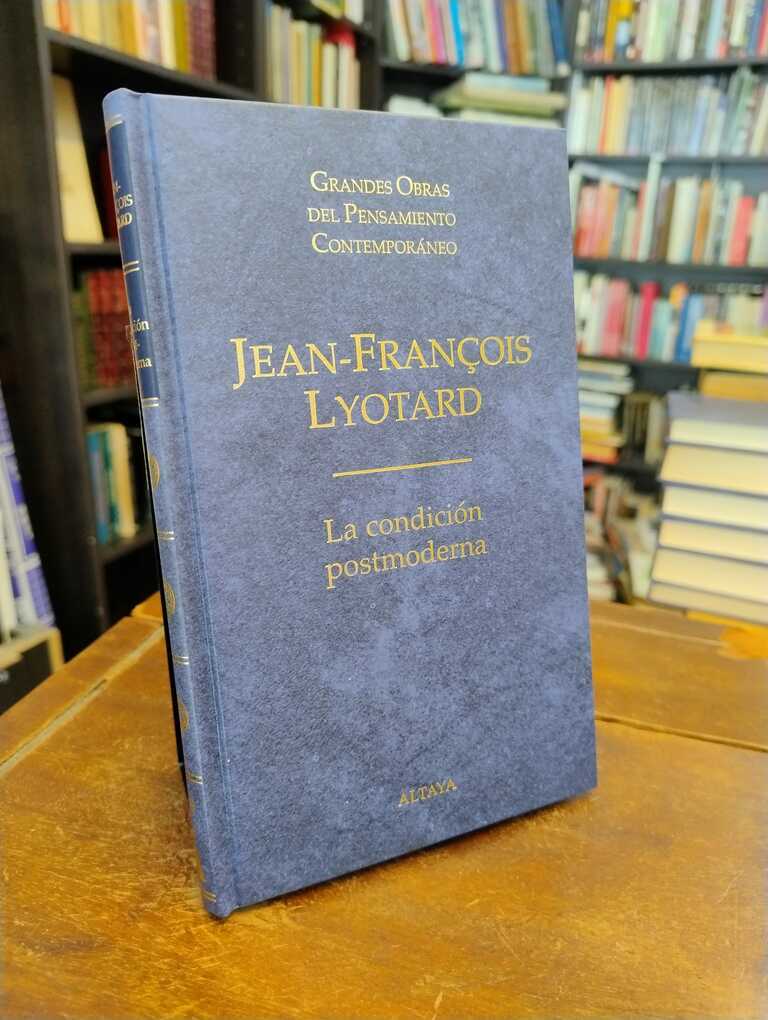 GRANDES OBRAS
DEL PENSAMIENTO
CONTEMPORÁNEO
JEAN-FRANÇOIS
LYOTARD
La condición
postmoderna
ALTAYA